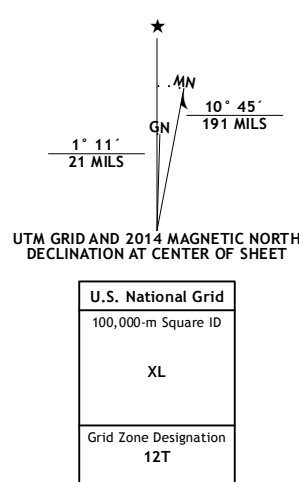 MN
GN
10° 45´
191 MILS
1° 11´
21 MILS
UTM GRID AND 2014 MAGNETIC NORTH
DECLINATION AT CENTER OF SHEET
U.S. National Grid
100,000-m Square ID
XL
Grid Zone Designation
12T